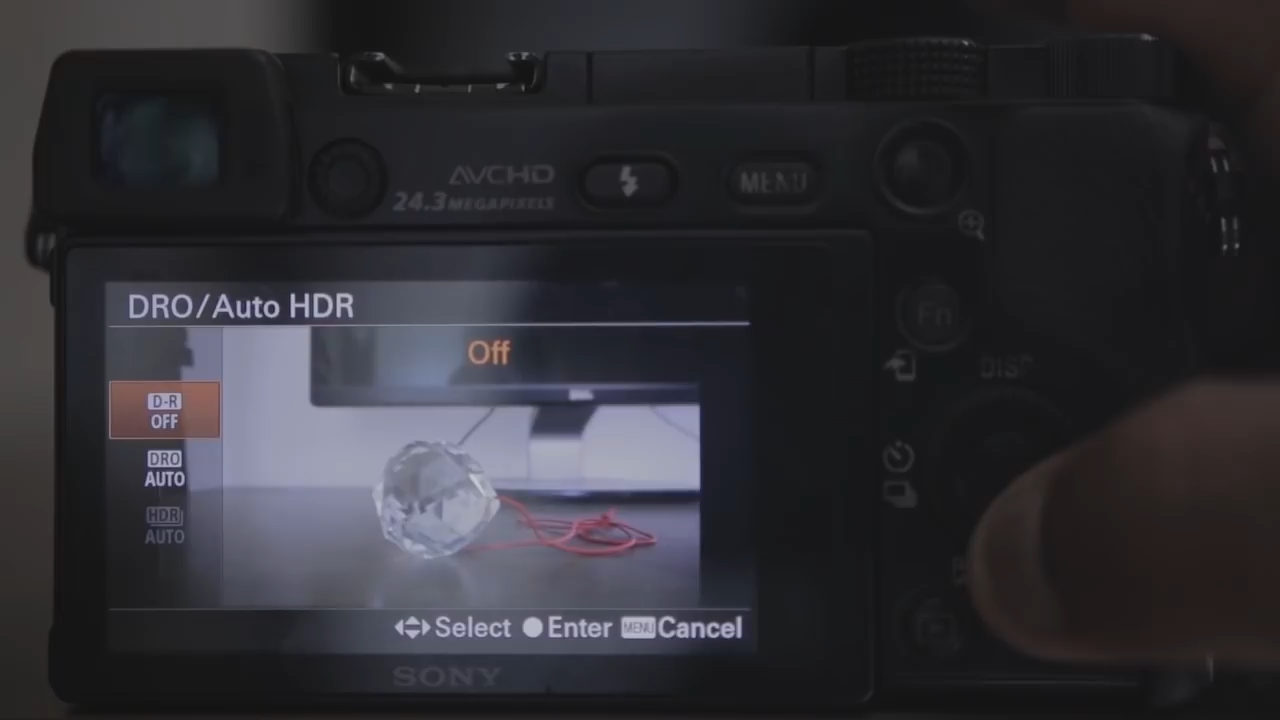 AVCHD
24.3 MEGAPIXELS
MENU
Fn
DISP
DRO/Auto HDR
Off
D-R
OFF
DRO
AUTO
HDR
AUTO
Select Enter MENU Cancel
SONY